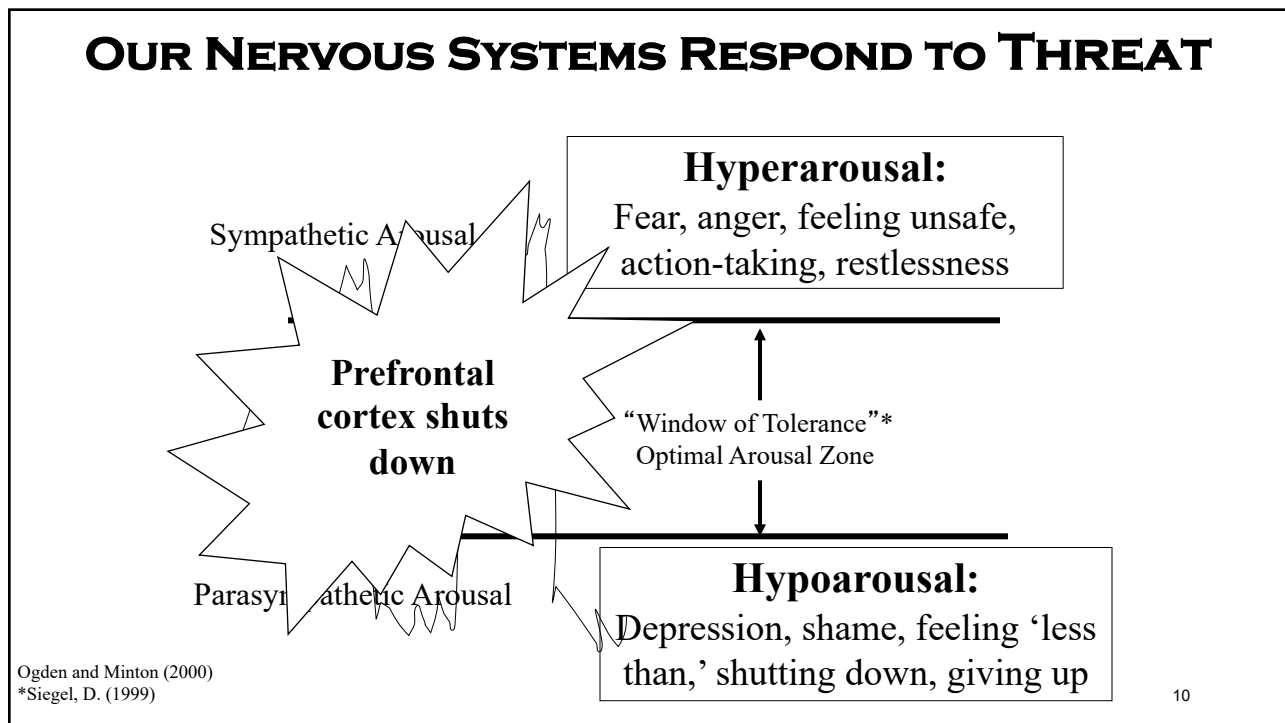 OUR NERVOUS SYSTEMS RESPOND TO THREAT
Hyperarousal:
Fear, anger, feeling unsafe,
action-taking, restlessness
Sympathetic Arousal
Prefrontal
cortex shuts
down
“Window of Tolerance”*
Optimal Arousal Zone
Parasympathetic Arousal
Hypoarousal:
Depression, shame, feeling ‘less
than,’ shutting down, giving up
Ogden and Minton (2000)
*Siegel, D. (1999)
10